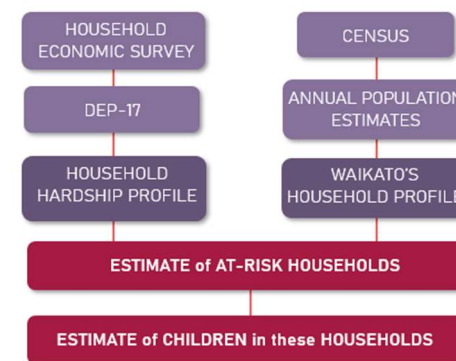 HOUSEHOLD
ECONOMIC SURVEY
DEP-17
HOUSEHOLD
HARDSHIP PROFILE
CENSUS
ANNUAL POPULATION
ESTIMATES
WAIKATO'S
HOUSEHOLD PROFILE
ESTIMATE of AT-RISK HOUSEHOLDS
ESTIMATE of CHILDREN in these HOUSEHOLDS